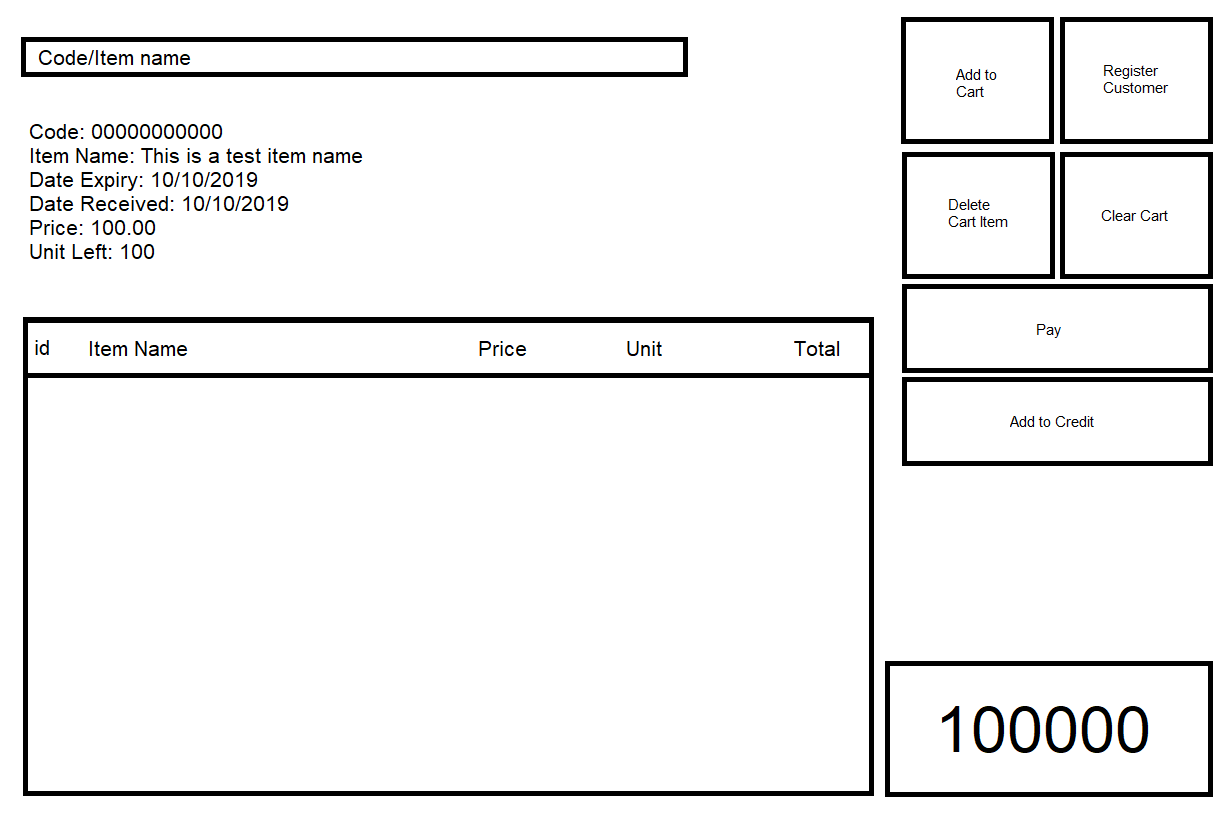 Code/Item name
Code: 00000000000
Item Name: This is a test item name
Date Expiry: 10/10/2019
Date Received: 10/10/2019
Price: 100.00
Unit Left: 100
id Item Name Price Unit Total
Add to
Cart
Register
Customer
Delete
Cart Item
Clear Cart
Pay
Add to Credit
100000